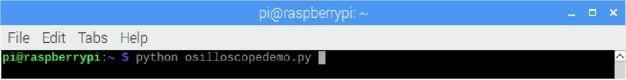 pi@raspberrypi: ~
File Edit Tabs Help
pi@raspberrypi:~ $ python osilloscopedemo.py